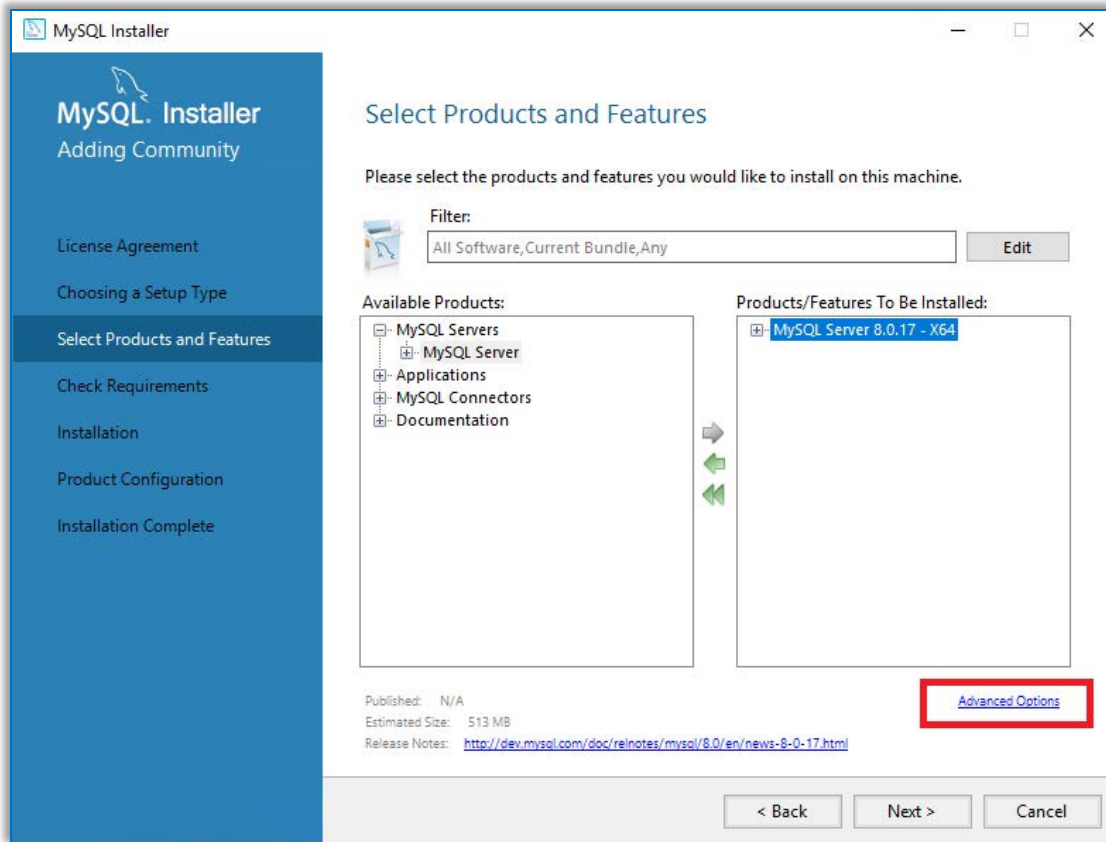 MySQL Installer
MySQL. Installer
Adding Community
License Agreement
Choosing a Setup Type
Select Products and Features
Check Requirements
Installation
Product Configuration
Installation Complete
Select Products and Features
Please select the products and features you would like to install on this machine.
Filter:
All Software,Current Bundle,Any
Edit
Available Products:
MySQL Servers
MySQL Server
Applications
MySQL Connectors
Documentation
Products/Features To Be Installed:
MySQL Server 8.0.17 - X64
Published: N/A
Estimated Size: 513 MB
Release Notes: http://dev.mysql.com/doc/relnotes/mysql/8.0/en/news-8-0-17.html
Advanced Options
< Back
Next >
Cancel